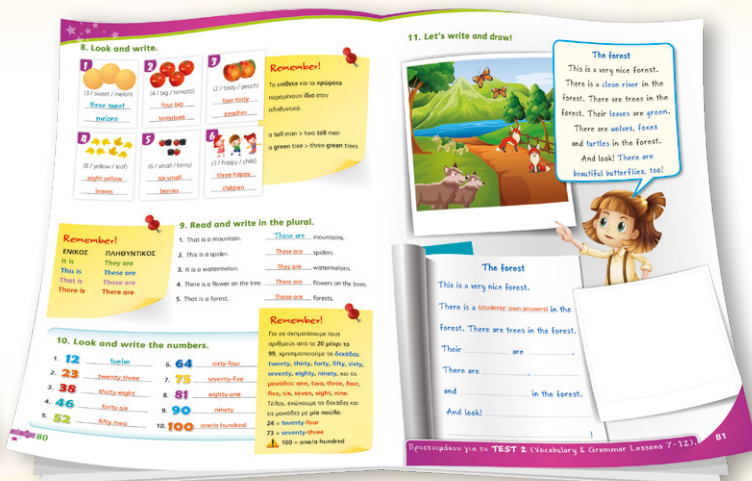 8. Look and write.
1
(3 / sweet / melon)
three sweet
melons
2
(4 / big / tomato)
four big
tomatoes
3
(2 / tasty / peach)
two tasty
peaches
8
(8 / yellow / leaf)
eight yellow
leaves
5
(6 / small / berry)
six small
berries
6
(3 / happy / child)
three happy
children
Remember!
Τα επίθετα και τα χρώματα
παραμένουν ίδια στον
πληθυντικό.
a tall man > two tall men
a green tree > three green trees
Remember!
ΕΝΙΚΟΣ ΠΛΗΘΥΝΤΙΚΟΣ
It is They are
This is These are
That is Those are
There is There are
9. Read and write in the plural.
1. That is a mountain. Those are mountains.
2. This is a spider. These are spiders.
3. It is a watermelon. They are watermelons.
4. There is a flower on the tree. There are flowers on the trees.
5. That is a forest. Those are forests.
10. Look and write the numbers.
1. 12 twelve
2. 23 twenty-three
3. 38 thirty-eight
4. 46 forty-six
5. 52 fifty-two
6. 64 sixty-four
7. 75 seventy-five
8. 81 eighty-one
9. 90 ninety
10. 100 one/a hundred
Remember!
Για να σχηματίσουμε τους
αριθμούς από το 20 μέχρι το
99, χρησιμοποιούμε τις δεκάδες:
twenty, thirty, forty, fifty, sixty,
seventy, eighty, ninety, και τις
μονάδες: one, two, three, four,
five, six, seven, eight, nine.
Τέλος, ενώνουμε τις δεκάδες και
τις μονάδες με μία παύλα.
24 = twenty-four
73 = seventy-three
100 = one/a hundred
80
11. Let's write and draw!
The forest
This is a very nice forest.
There is a clean river in the
forest. There are trees in the
forest. Their leaves are green.
There are wolves, foxes
and turtles in the forest.
And look! There are
beautiful butterflies, too!
The forest
This is a very nice forest.
There is a (students' own answers) in the
forest. There are trees in the forest.
Their are .
There are ,
and in the forest.
And look!
!
Προετοιμάσου για το TEST 2 (Vocabulary & Grammar Lessons 7-12).
81